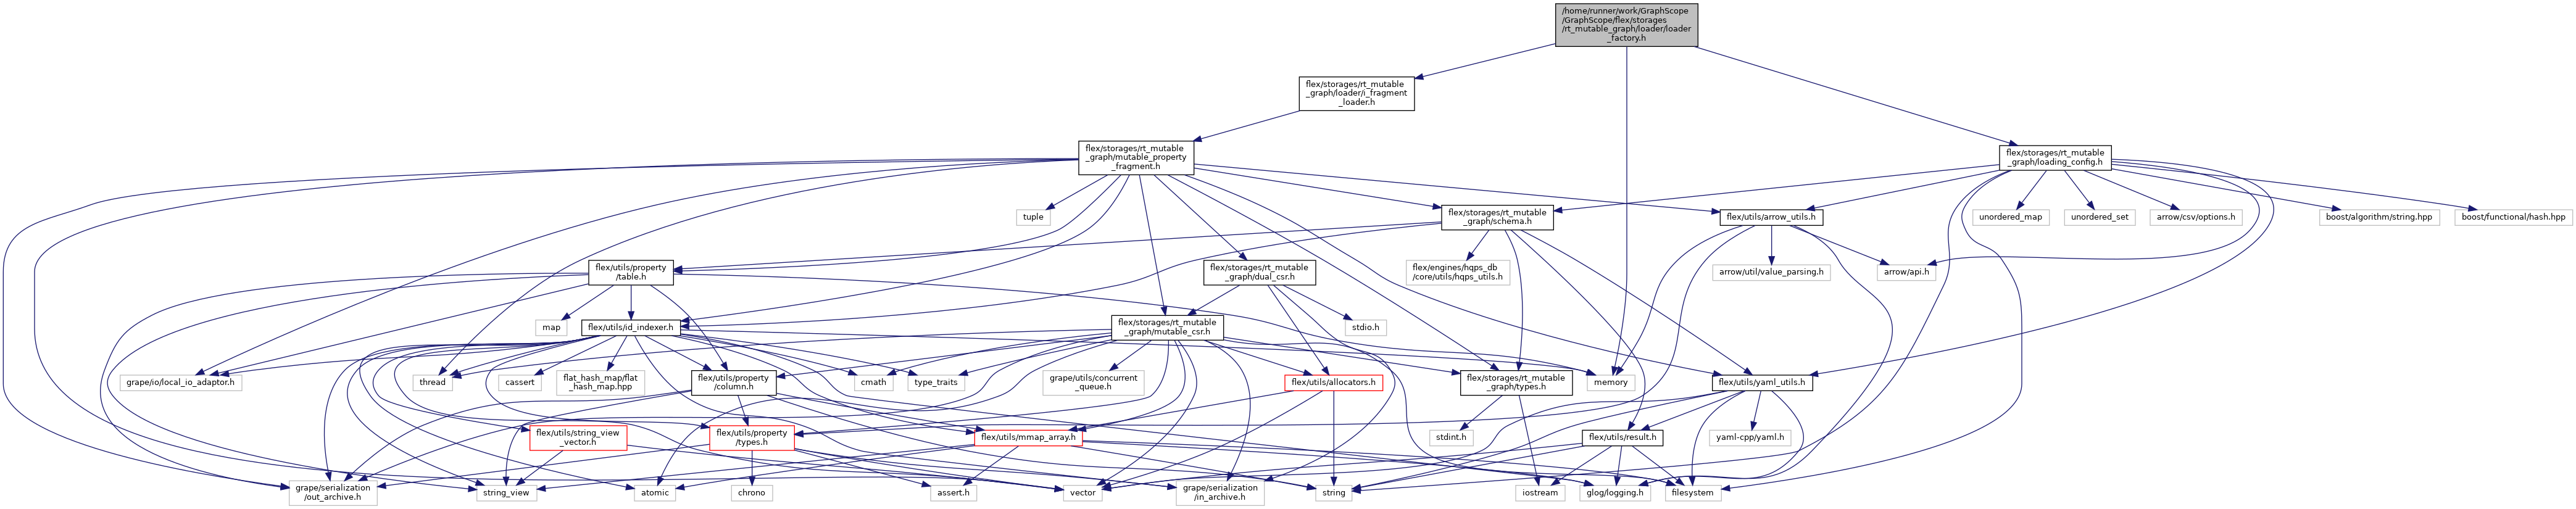 /home/runner/work/GraphScope
/GraphScope/flex/storages
/rt_mutable_graph/loader/loader
_factory.h
flex/storages/rt_mutable
_graph/loader/i_fragment
_loader.h
flex/storages/rt_mutable
_graph/mutable_property
_fragment.h
flex/storages/rt_mutable
_graph/loading_config.h
tuple
flex/storages/rt_mutable
_graph/schema.h
flex/utils/arrow_utils.h
unordered_map
unordered_set
arrow/csv/options.h
boost/algorithm/string.hpp
boost/functional/hash.hpp
flex/utils/property
/table.h
flex/storages/rt_mutable
_graph/dual_csr.h
flex/engines/hqps_db
/core/utils/hqps_utils.h
arrow/util/value_parsing.h
arrow/api.h
map
flex/utils/id_indexer.h
flex/storages/rt_mutable
_graph/mutable_csr.h
stdio.h
grape/io/local_io_adaptor.h
thread
cassert
flat_hash_map/flat
_hash_map.hpp
flex/utils/property
/column.h
cmath
type_traits
grape/utils/concurrent
_queue.h
flex/utils/allocators.h
flex/storages/rt_mutable
_graph/types.h
memory
flex/utils/yaml_utils.h
flex/utils/string_view
_vector.h
flex/utils/property
/types.h
flex/utils/mmap_array.h
stdint.h
flex/utils/result.h
yaml-cpp/yaml.h
grape/serialization
/out_archive.h
string_view
atomic
chrono
assert.h
vector
grape/serialization
/in_archive.h
string
iostream
glog/logging.h
filesystem